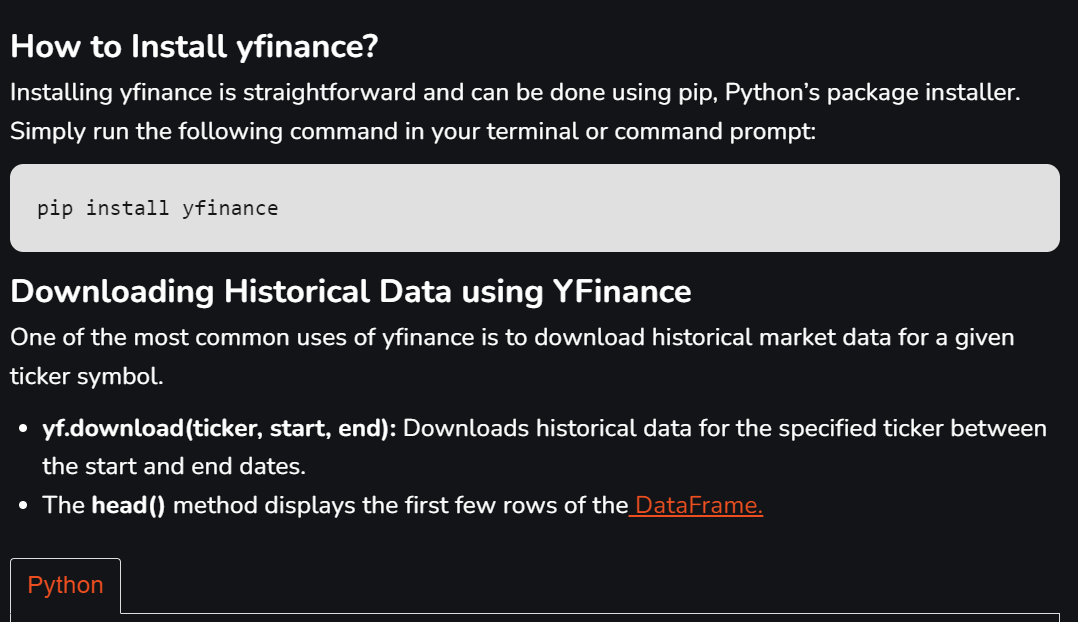 How to Install yfinance?
Installing yfinance is straightforward and can be done using pip, Python’s package installer.
Simply run the following command in your terminal or command prompt:
pip install yfinance
Downloading Historical Data using YFinance
One of the most common uses of yfinance is to download historical market data for a given
ticker symbol.
• yf.download(ticker, start, end): Downloads historical data for the specified ticker between
the start and end dates.
• The head() method displays the first few rows of the DataFrame.
Python